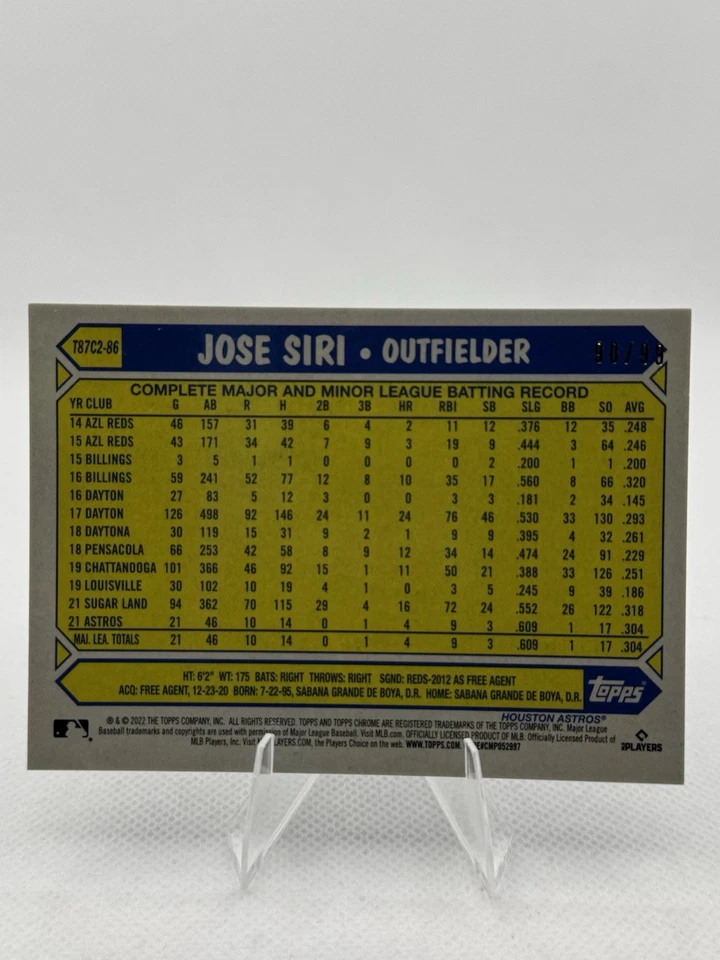 T87C2-86 JOSE SIRI • OUTFIELDER
COMPLETE MAJOR AND MINOR LEAGUE BATTING RECORD
YR CLUB G AB R H 2B 3B HR RBI SB SLG BB SO AVG
14 AZL REDS 46 157 31 39 6 4 2 11 12 .376 12 35 .248
15 AZL REDS 43 171 34 42 7 9 3 19 9 .444 3 64 .246
15 BILLINGS 3 5 1 1 0 0 0 0 2 .200 1 1 .200
16 BILLINGS 59 241 52 77 12 8 10 35 17 .560 8 66 .320
16 DAYTON 27 83 5 12 3 0 0 3 3 .181 2 34 .145
17 DAYTON 126 498 92 146 24 11 24 76 46 .530 33 130 .293
18 DAYTONA 30 119 15 31 9 2 1 9 9 .395 4 32 .261
18 PENSACOLA 66 253 42 58 8 9 12 34 14 .474 24 91 .229
19 CHATTANOOGA 101 366 46 92 15 1 11 50 21 .388 33 126 .251
19 LOUISVILLE 30 102 10 19 4 1 0 3 5 .245 9 39 .186
21 SUGAR LAND 94 362 70 115 29 4 16 72 24 .552 26 122 .318
21 ASTROS 21 46 10 14 0 1 4 9 3 .609 1 17 .304
MAJ. LEA. TOTALS 21 46 10 14 0 1 4 9 3 .609 1 17 .304
HT: 6'2" WT: 175 BATS: RIGHT THROWS: RIGHT SGND: REDS-2012 AS FREE AGENT
ACQ: FREE AGENT, 12-23-20 BORN: 7-22-95, SABANA GRANDE DE BOYA, D.R. HOME: SABANA GRANDE DE BOYA, D.R.
Topps
HOUSTON ASTROS®
® & © 2022 THE TOPPS COMPANY, INC. ALL RIGHTS RESERVED. TOPPS AND TOPPS CHROME ARE REGISTERED TRADEMARKS OF THE TOPPS COMPANY, INC. Major League
Baseball trademarks and copyrights are used with permission of Major League Baseball. Visit MLB.com. OFFICIALLY LICENSED PRODUCT OF MLB. Officially Licensed Product of
MLB Players, Inc. Visit PLAYERS.COM, the Players Choice on the web. WWW.TOPPS.COM. #CMP052997
PLAYERS